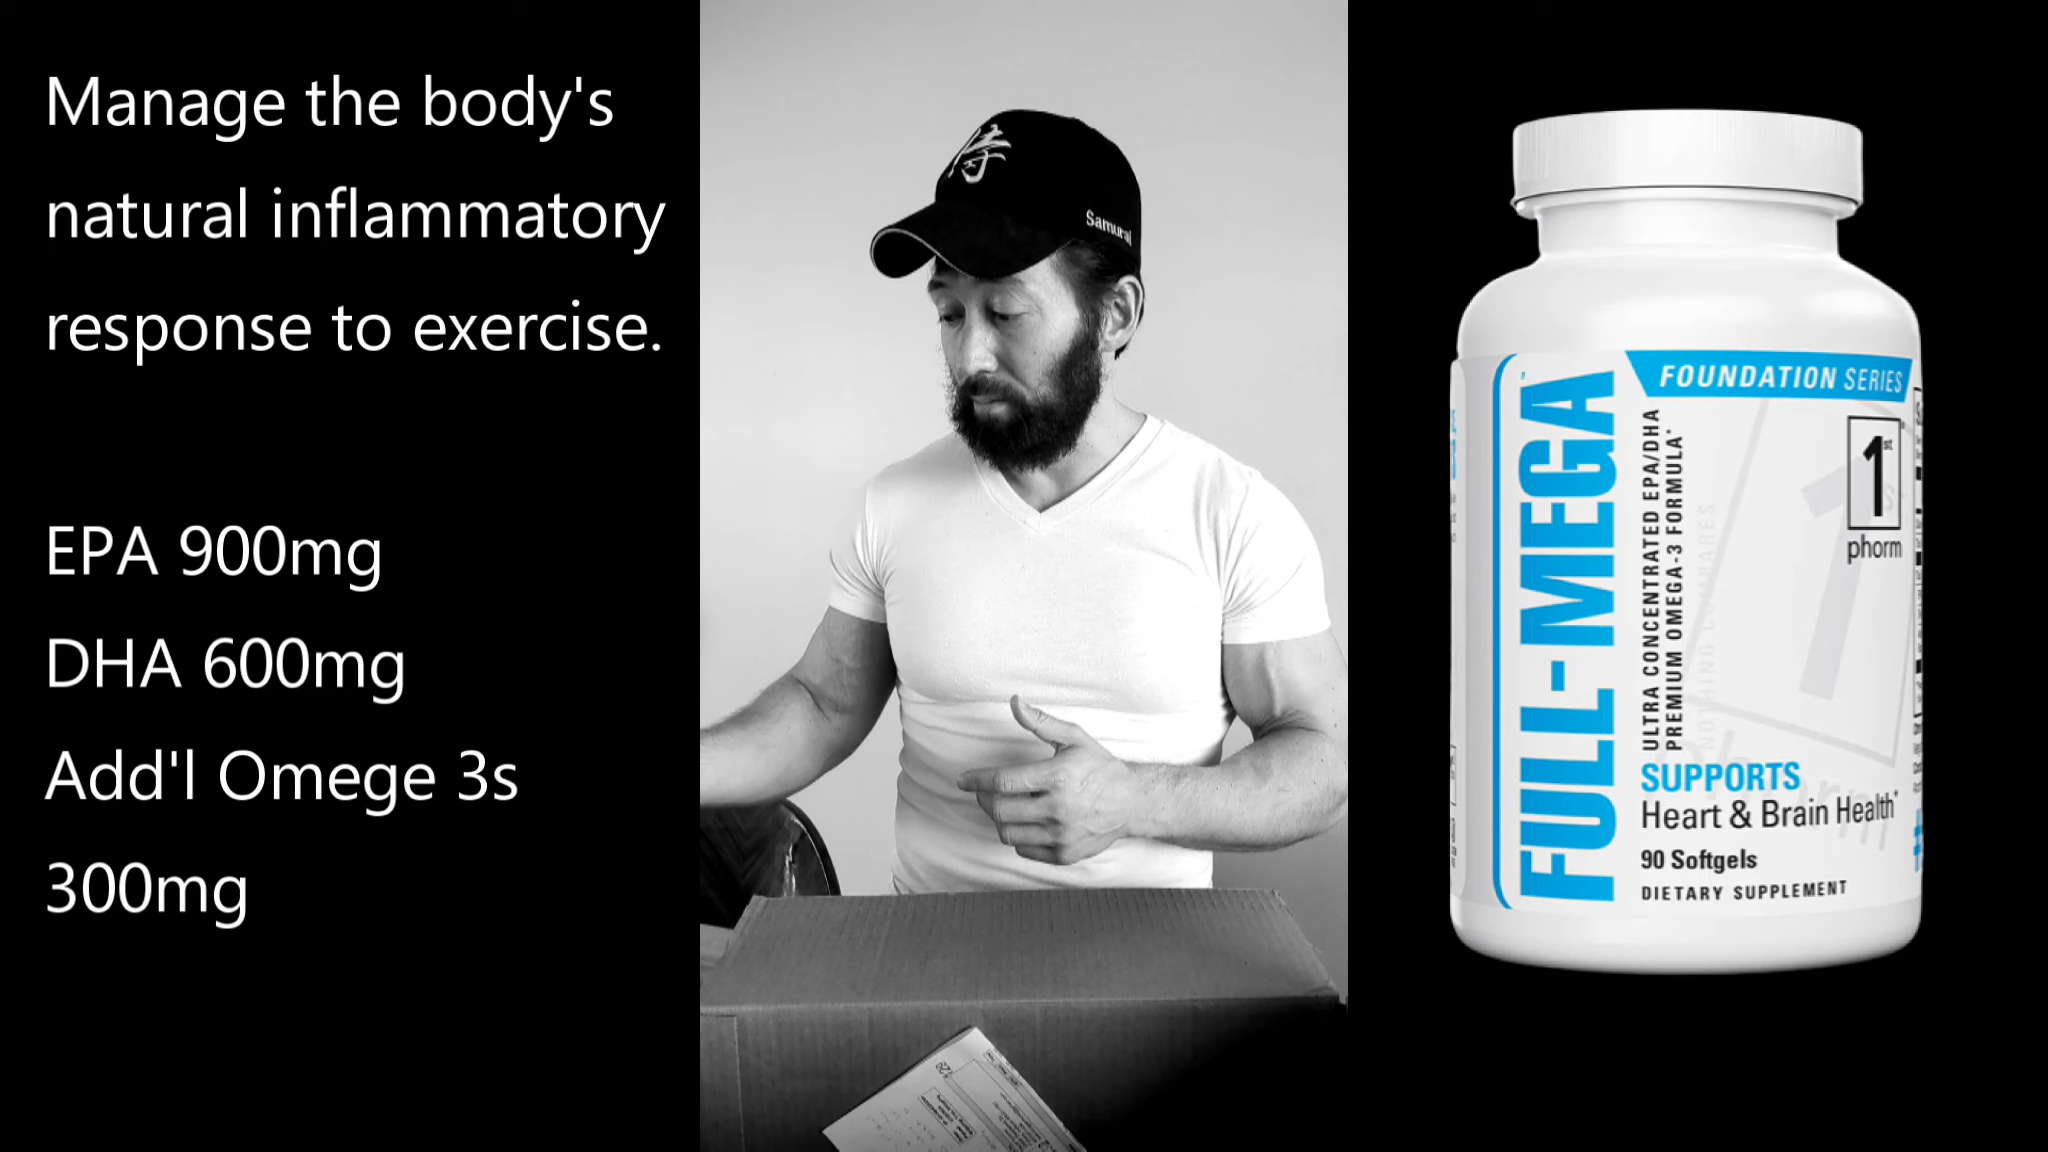 Manage the body's
natural inflammatory
response to exercise.
EPA 900mg
DHA 600mg
Add'l Omege 3s
300mg
侍
Samurai
FOUNDATION SERIES
1st
phorm
FULL-MEGA
ULTRA CONCENTRATED EPA/DHA
PREMIUM OMEGA-3 FORMULA*
NOTHING COMPARES
SUPPORTS
Heart & Brain Health*
90 Softgels
DIETARY SUPPLEMENT